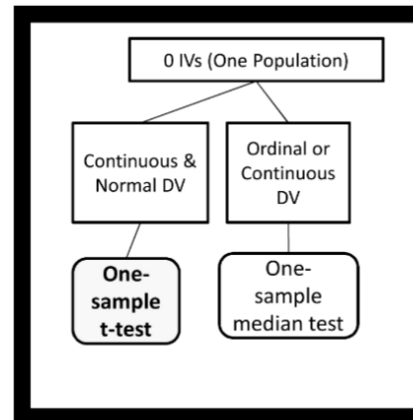 0 IVs (One Population)
Continuous &
Normal DV
Ordinal or
Continuous
DV
One-
sample
t-test
One-
sample
median test